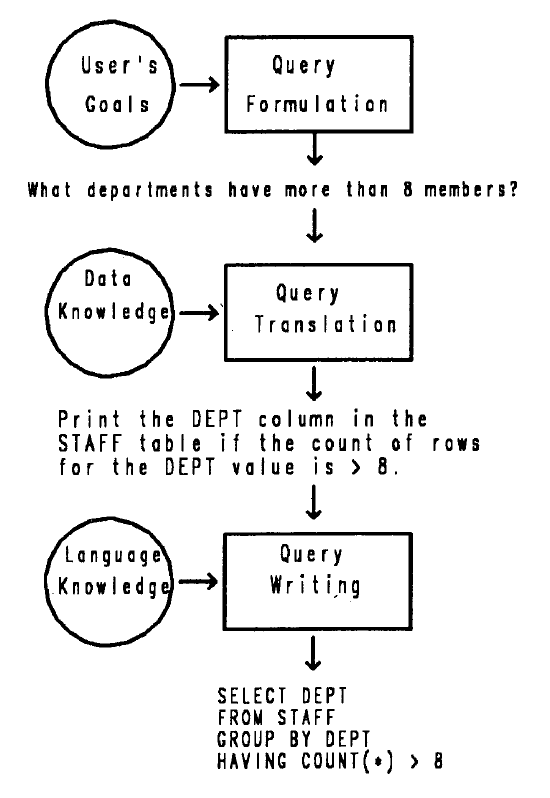 User's
Goals
Query
Formulation
What departments have more than 8 members?
Data
Knowledge
Query
Translation
Print the DEPT column in the
STAFF table if the count of rows
for the DEPT value is > 8.
Language
Knowledge
Query
Writing
SELECT DEPT
FROM STAFF
GROUP BY DEPT
HAVING COUNT(*) > 8